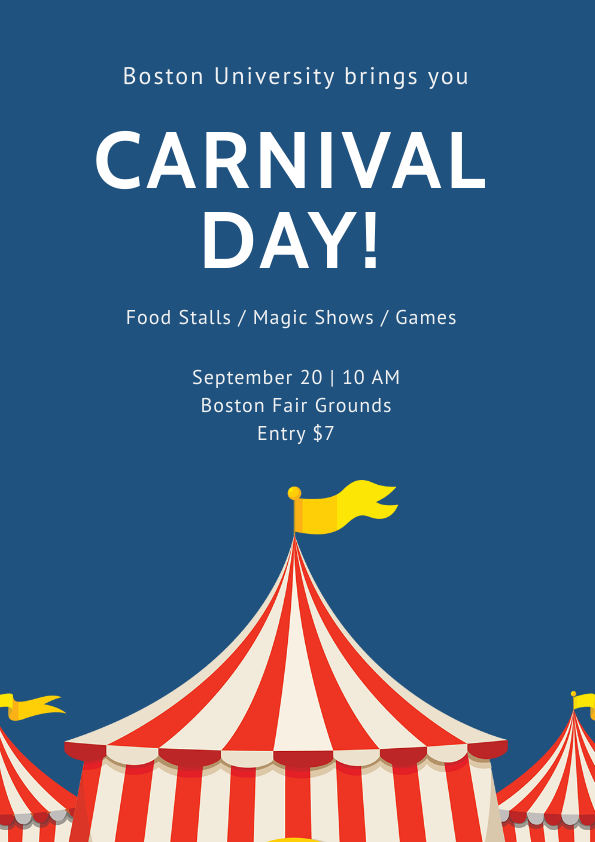 Boston University brings you
CARNIVAL
DAY!
Food Stalls / Magic Shows / Games
September 20 | 10 AM
Boston Fair Grounds
Entry $7